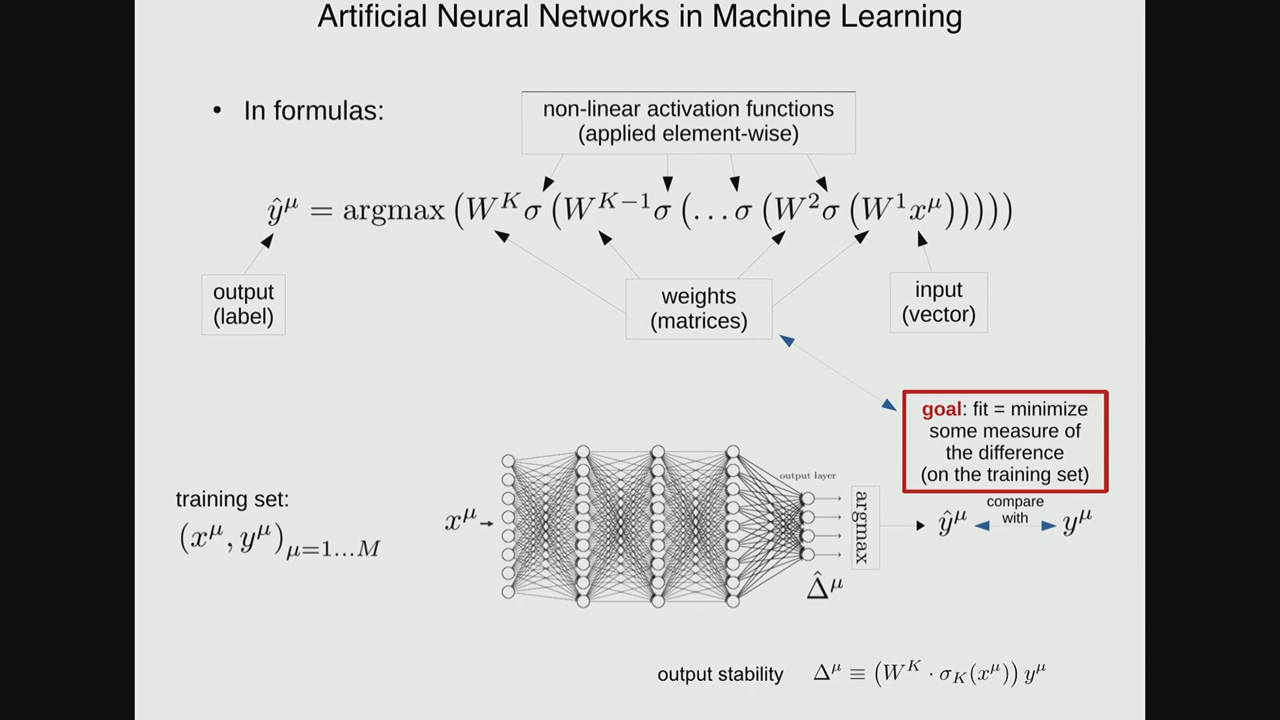 Artificial Neural Networks in Machine Learning
• In formulas:
non-linear activation functions
(applied element-wise)
ŷ^μ = argmax (W^K σ (W^{K−1} σ (… σ (W^2 σ (W^1 x^μ)))))
output
(label)
weights
(matrices)
input
(vector)
goal: fit = minimize
some measure of
the difference
(on the training set)
training set:
(x^μ, y^μ)_{μ=1…M}
x^μ
output layer
argmax
Δ̂^μ
ŷ^μ
compare
with
y^μ
output stability Δ^μ ≡ (W^K · σ_K(x^μ)) y^μ